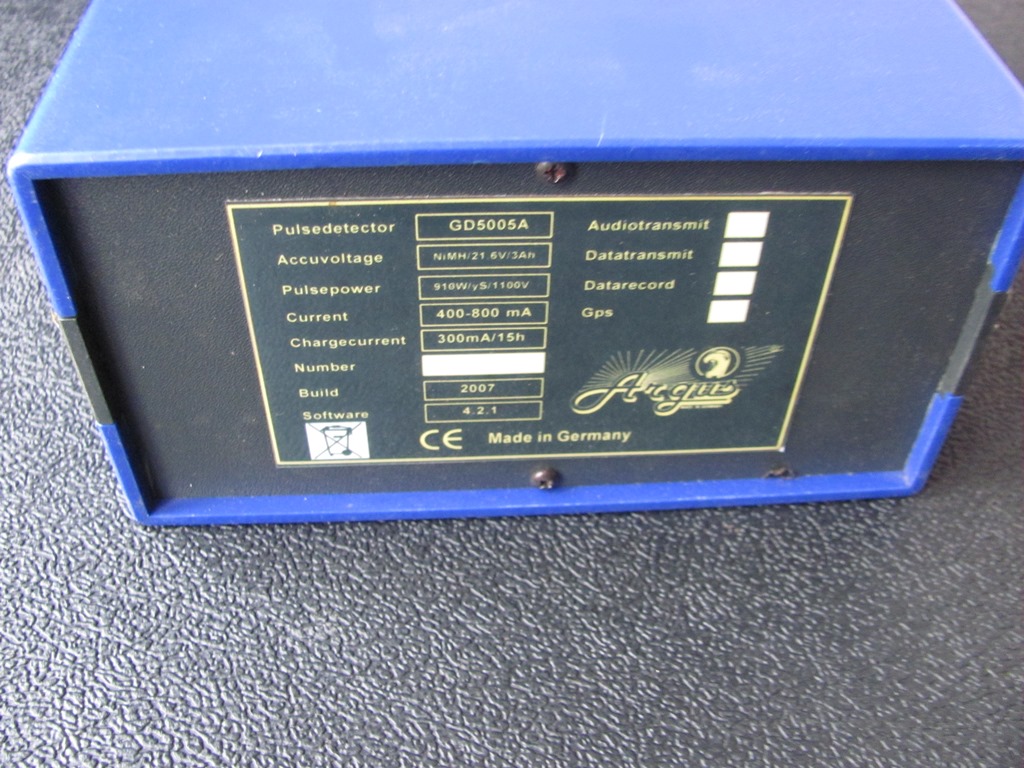 Pulsedetector GD5005A
Accuvoltage NiMH/21.6V/3Ah
Pulsepower 910W/yS/1100V
Current 400-800 mA
Chargecurrent 300mA/15h
Number
Build 2007
Software 4.2.1
Audiotransmit
Datatransmit
Datarecord
Gps
Argus
CE Made in Germany